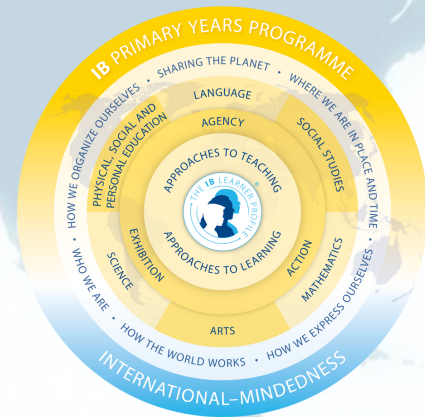 IB PRIMARY YEARS PROGRAMME
SHARING THE PLANET • WHERE WE ARE IN PLACE AND TIME • HOW WE EXPRESS OURSELVES • HOW THE WORLD WORKS • WHO WE ARE • HOW WE ORGANIZE OURSELVES •
LANGUAGE
SOCIAL STUDIES
MATHEMATICS
ARTS
SCIENCE
PHYSICAL, SOCIAL AND
PERSONAL EDUCATION
AGENCY
ACTION
EXHIBITION
APPROACHES TO TEACHING
THE IB LEARNER PROFILE
®
APPROACHES TO LEARNING
INTERNATIONAL–MINDEDNESS